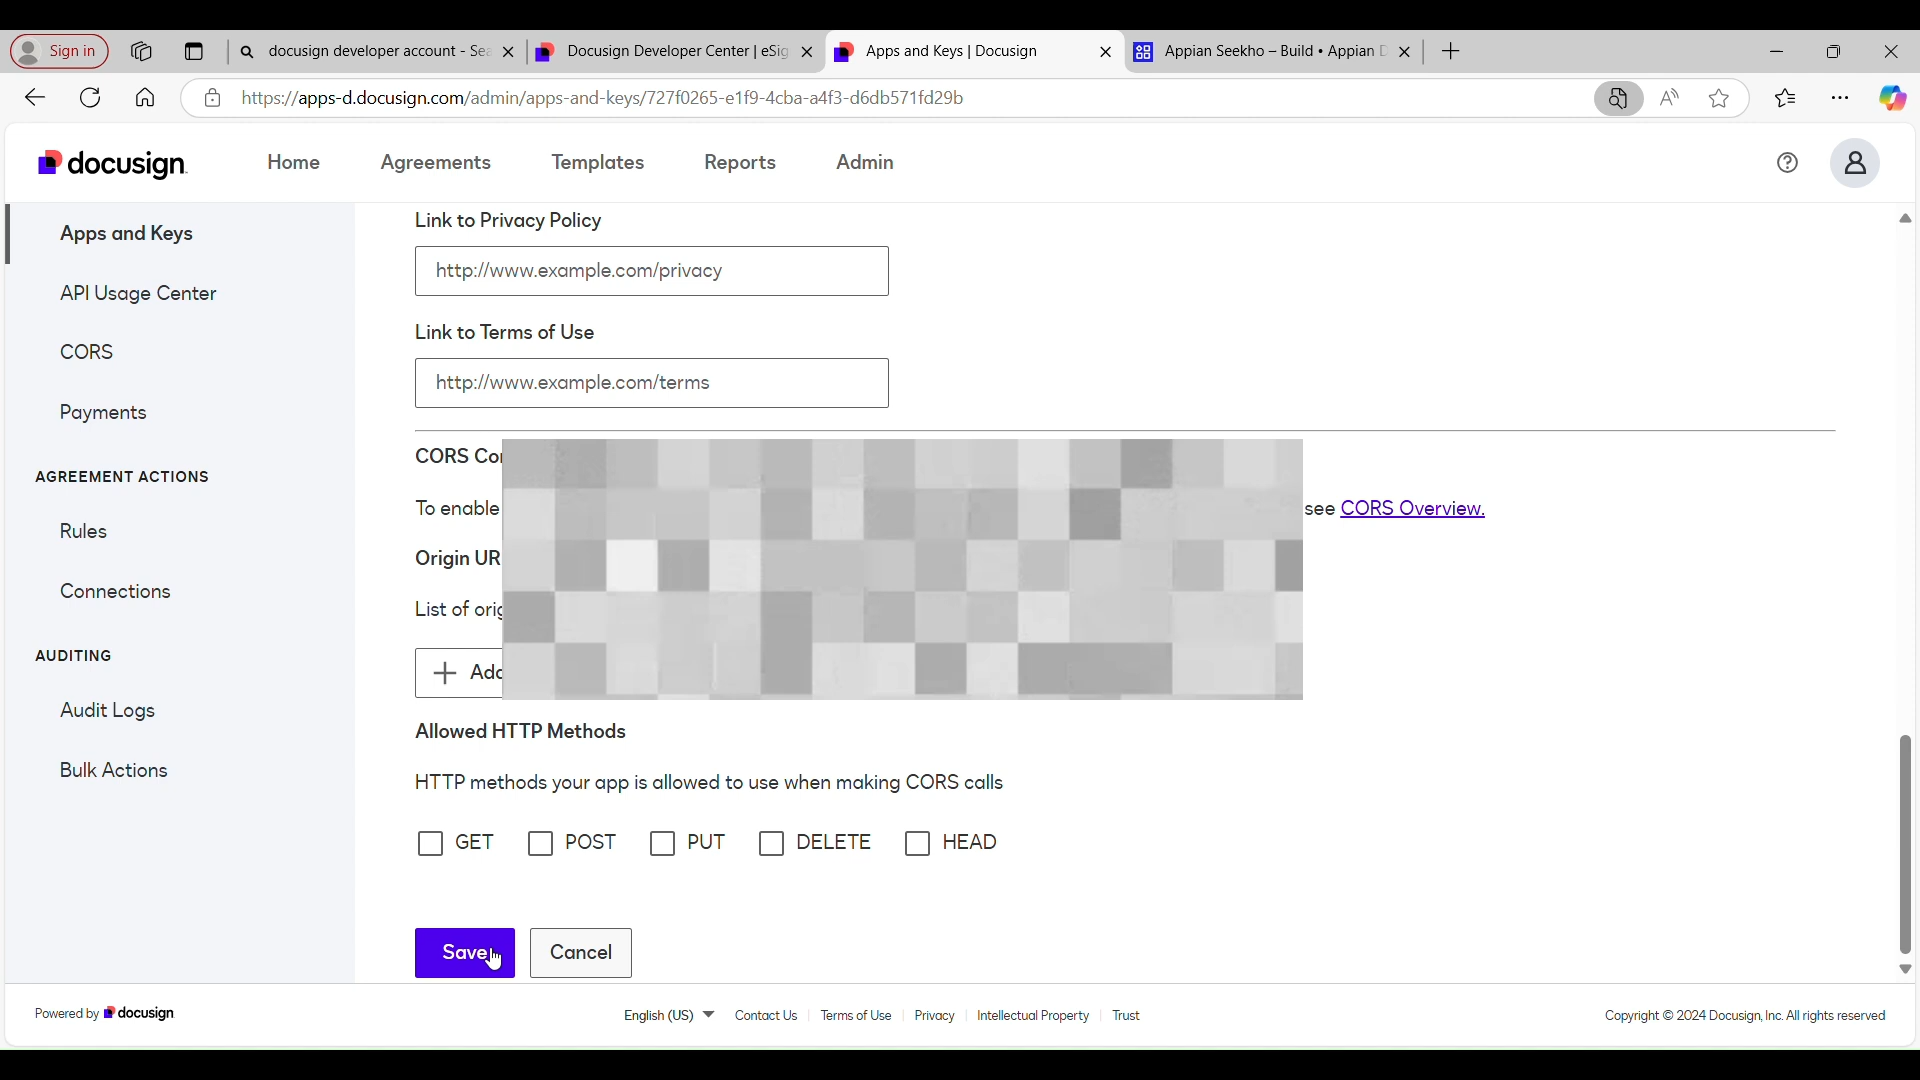 Sign in
docusign developer account - Sea
Docusign Developer Center | eSig
Apps and Keys | Docusign
Appian Seekho – Build • Appian D
https://apps-d.docusign.com/admin/apps-and-keys/727f0265-e1f9-4cba-a4f3-d6db571fd29b
docusign
Home
Agreements
Templates
Reports
Admin
Apps and Keys
API Usage Center
CORS
Payments
AGREEMENT ACTIONS
Rules
Connections
AUDITING
Audit Logs
Bulk Actions
Link to Privacy Policy
http://www.example.com/privacy
Link to Terms of Use
http://www.example.com/terms
CORS
To enable see CORS Overview.
Origin
List of
Allowed HTTP Methods
HTTP methods your app is allowed to use when making CORS calls
GET POST PUT DELETE HEAD
Save Cancel
Powered by docusign
English (US) Contact Us Terms of Use Privacy Intellectual Property Trust
Copyright © 2024 Docusign, Inc. All rights reserved